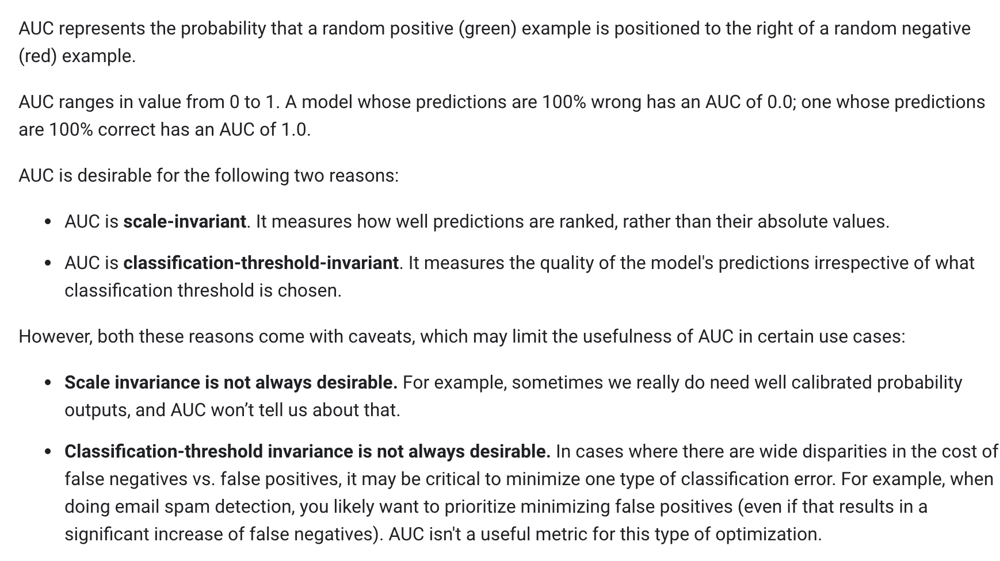 AUC represents the probability that a random positive (green) example is positioned to the right of a random negative
(red) example.
AUC ranges in value from 0 to 1. A model whose predictions are 100% wrong has an AUC of 0.0; one whose predictions
are 100% correct has an AUC of 1.0.
AUC is desirable for the following two reasons:
• AUC is scale-invariant. It measures how well predictions are ranked, rather than their absolute values.
• AUC is classification-threshold-invariant. It measures the quality of the model's predictions irrespective of what
classification threshold is chosen.
However, both these reasons come with caveats, which may limit the usefulness of AUC in certain use cases:
• Scale invariance is not always desirable. For example, sometimes we really do need well calibrated probability
outputs, and AUC won’t tell us about that.
• Classification-threshold invariance is not always desirable. In cases where there are wide disparities in the cost of
false negatives vs. false positives, it may be critical to minimize one type of classification error. For example, when
doing email spam detection, you likely want to prioritize minimizing false positives (even if that results in a
significant increase of false negatives). AUC isn't a useful metric for this type of optimization.